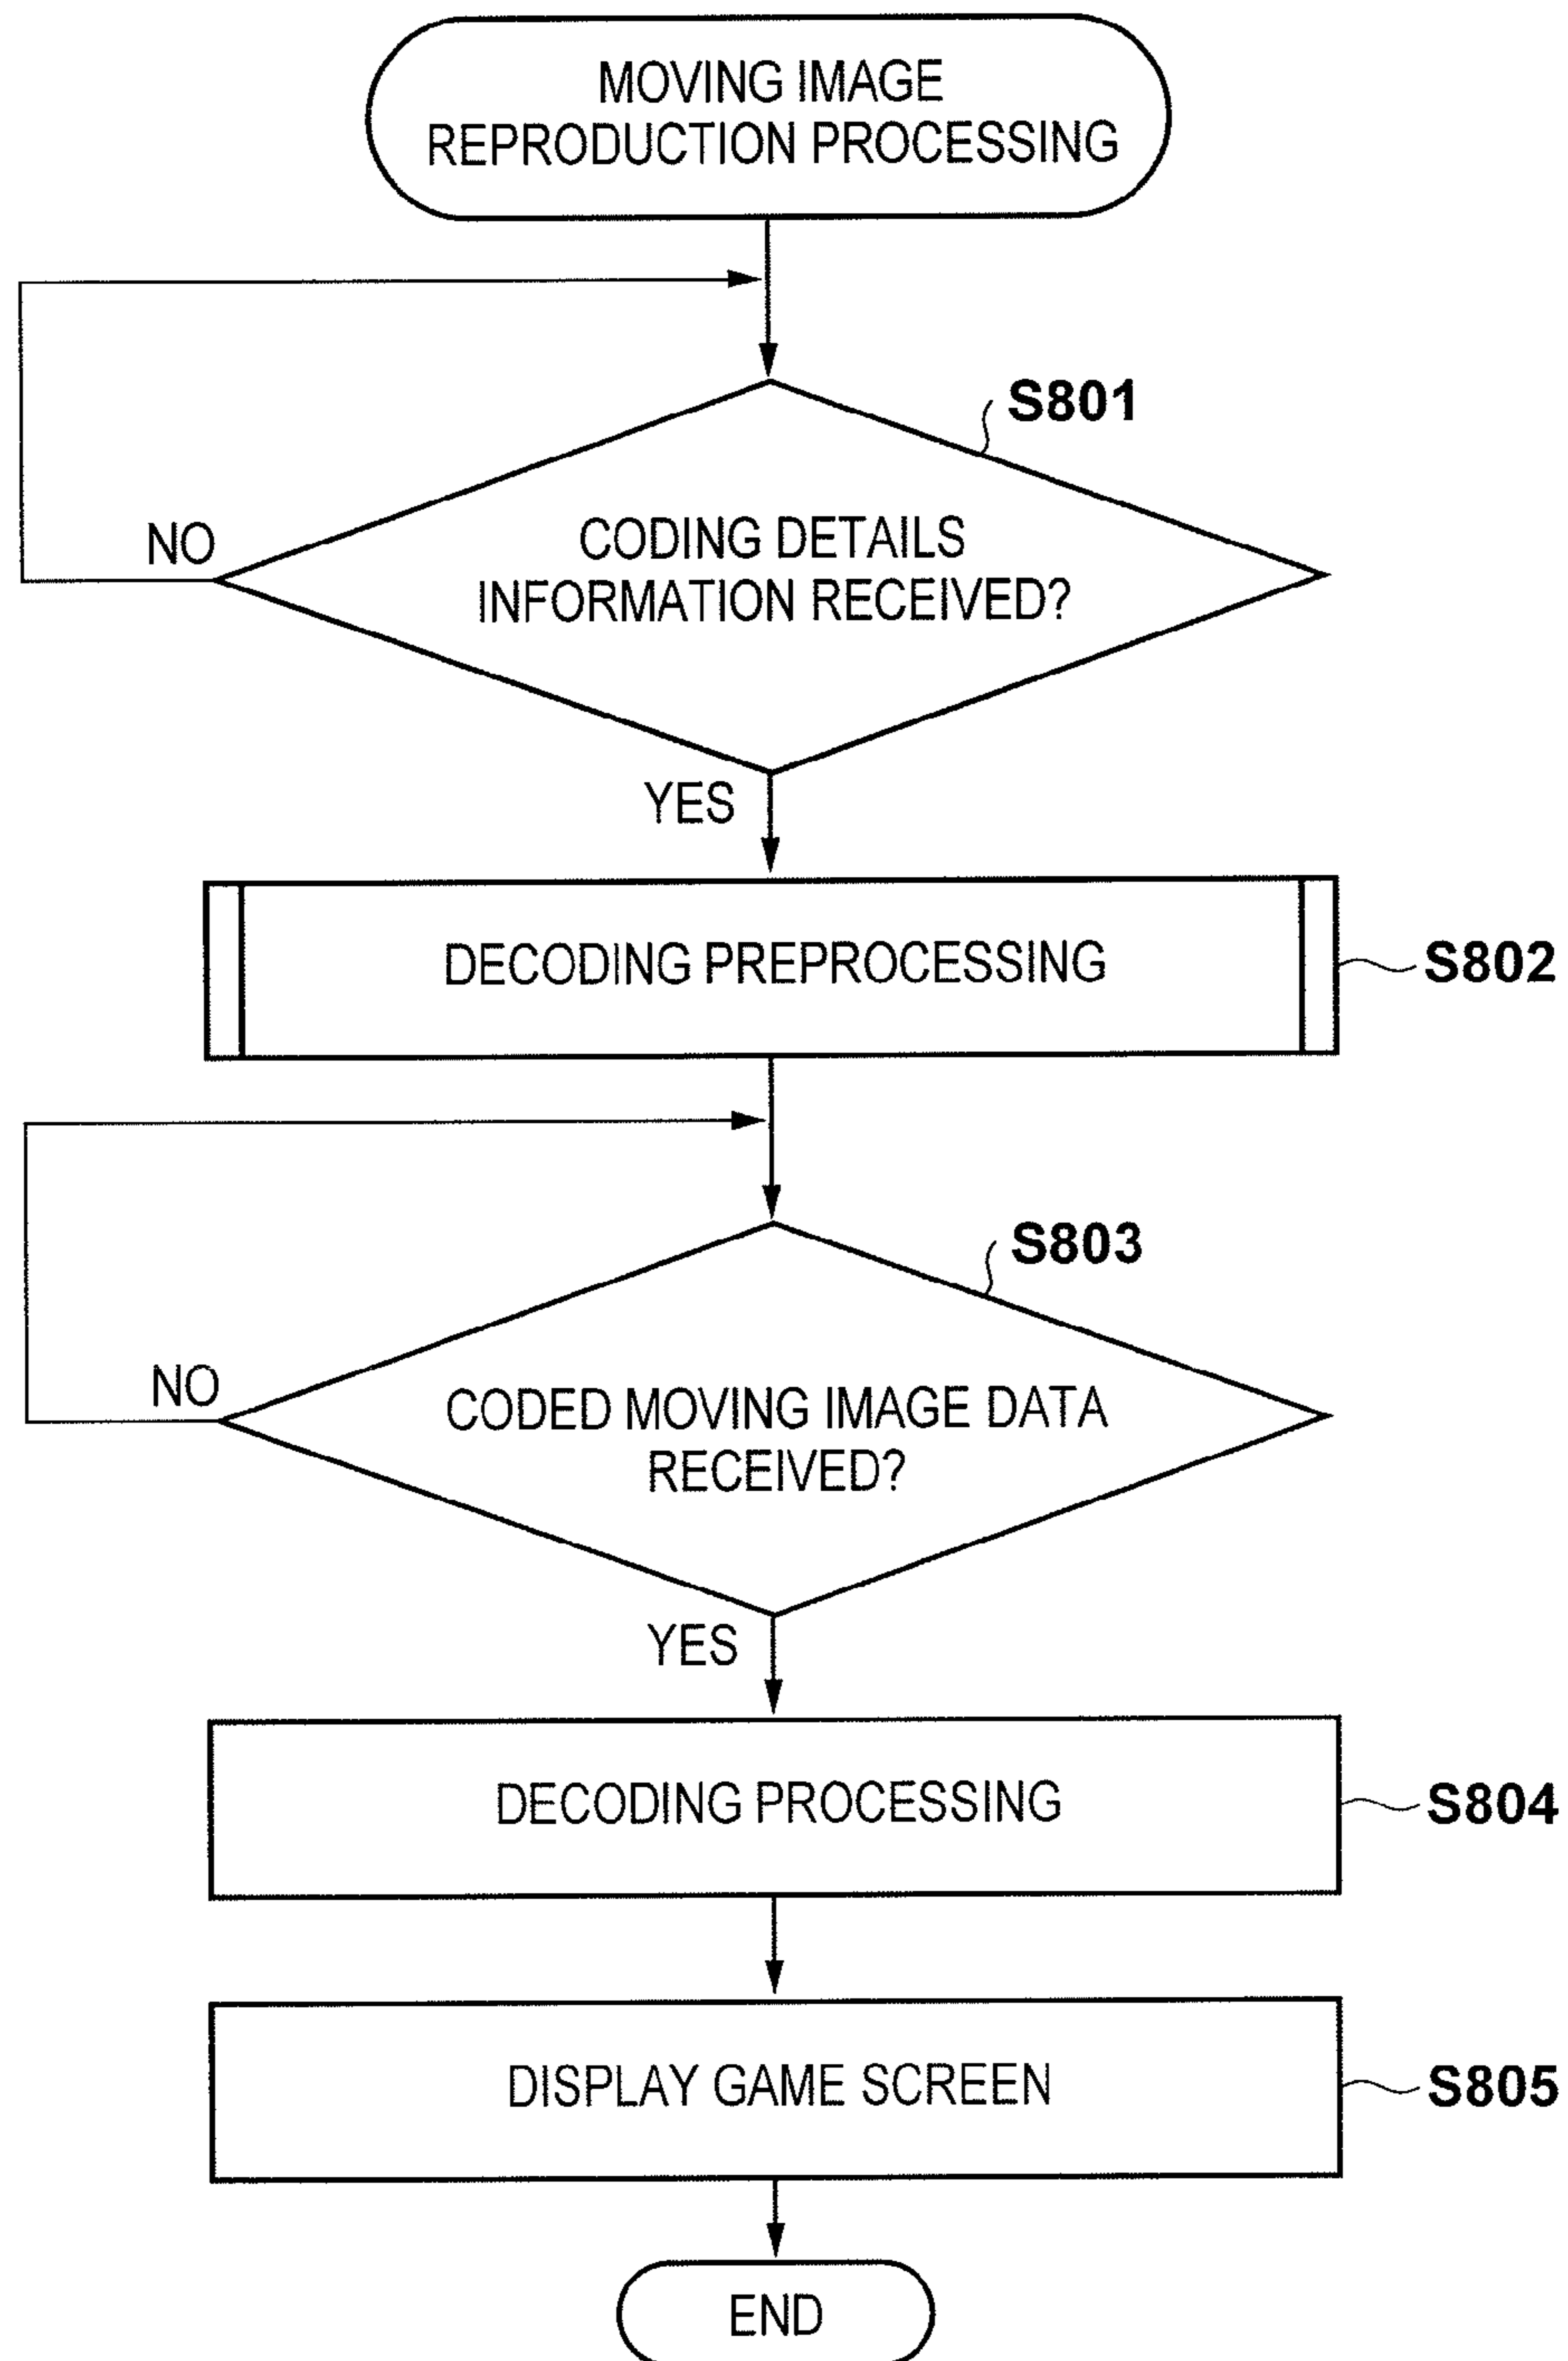 MOVING IMAGE
REPRODUCTION PROCESSING
S801
NO
CODING DETAILS
INFORMATION RECEIVED?
YES
DECODING PREPROCESSING
S802
S803
NO
CODED MOVING IMAGE DATA
RECEIVED?
YES
DECODING PROCESSING
S804
DISPLAY GAME SCREEN
S805
END